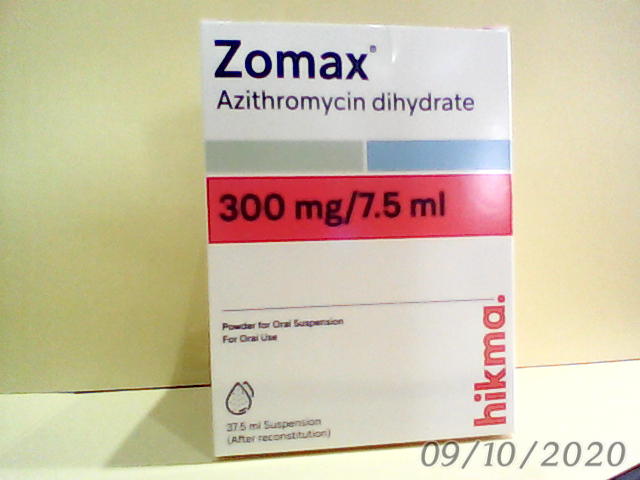 Zomax®
Azithromycin dihydrate
300 mg/7.5 ml
Powder for Oral Suspension
For Oral Use
hikma.
37.5 ml Suspension
(After reconstitution)
09/10/2020